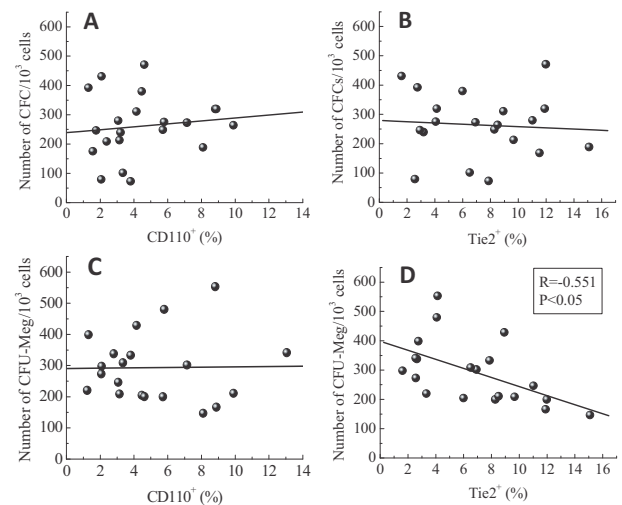 A
Number of CFC/10³ cells
600
500
400
300
200
100
0
0 2 4 6 8 10 12 14
CD110⁺ (%)
B
Number of CFCs/10³ cells
600
500
400
300
200
100
0
0 2 4 6 8 10 12 14 16
Tie2⁺ (%)
C
Number of CFU-Meg/10³ cells
600
500
400
300
200
100
0
0 2 4 6 8 10 12 14
CD110⁺ (%)
D
R=-0.551
P<0.05
Number of CFU-Meg/10³ cells
600
500
400
300
200
100
0
0 2 4 6 8 10 12 14 16
Tie2⁺ (%)